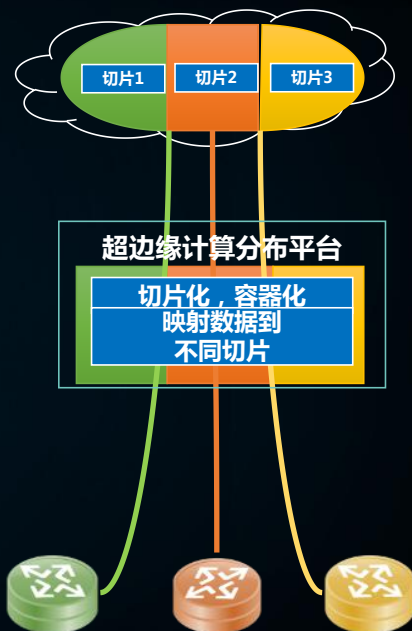 切片1
切片2
切片3
超边缘计算分布平台
切片化，容器化
映射数据到
不同切片